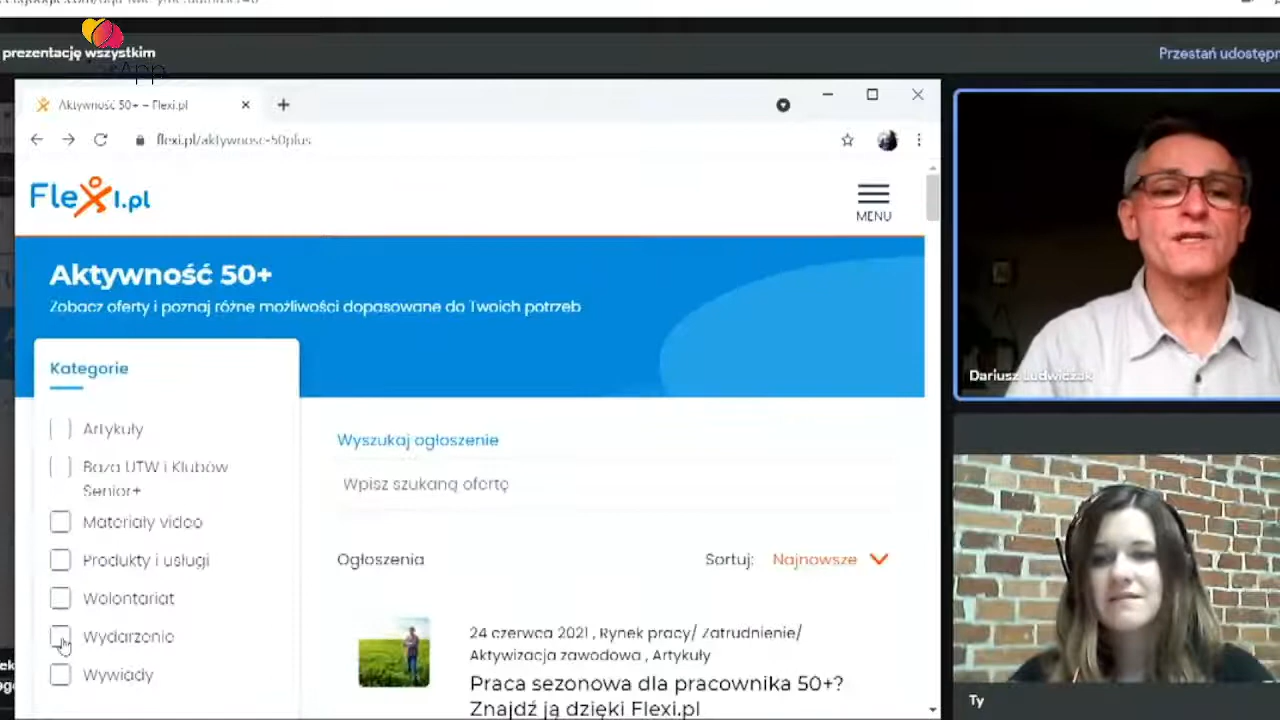 prezentację wszystkim
Przestań udostępn
Aktywność 50+ – Flexi.pl
flexi.pl/aktywnosc-50plus
Flexi.pl
MENU
Aktywność 50+
Zobacz oferty i poznaj różne możliwości dopasowane do Twoich potrzeb
Kategorie
Artykuły
Baza UTW i Klubów
Senior+
Materiały video
Produkty i usługi
Wolontariat
Wydarzenie
Wywiady
Wyszukaj ogłoszenie
Wpisz szukaną ofertę
Ogłoszenia
Sortuj: Najnowsze
24 czerwca 2021 , Rynek pracy/ Zatrudnienie/
Aktywizacja zawodowa , Artykuły
Praca sezonowa dla pracownika 50+?
Znajdź ją dzięki Flexi.pl
Dariusz Ludwiczak
Ty